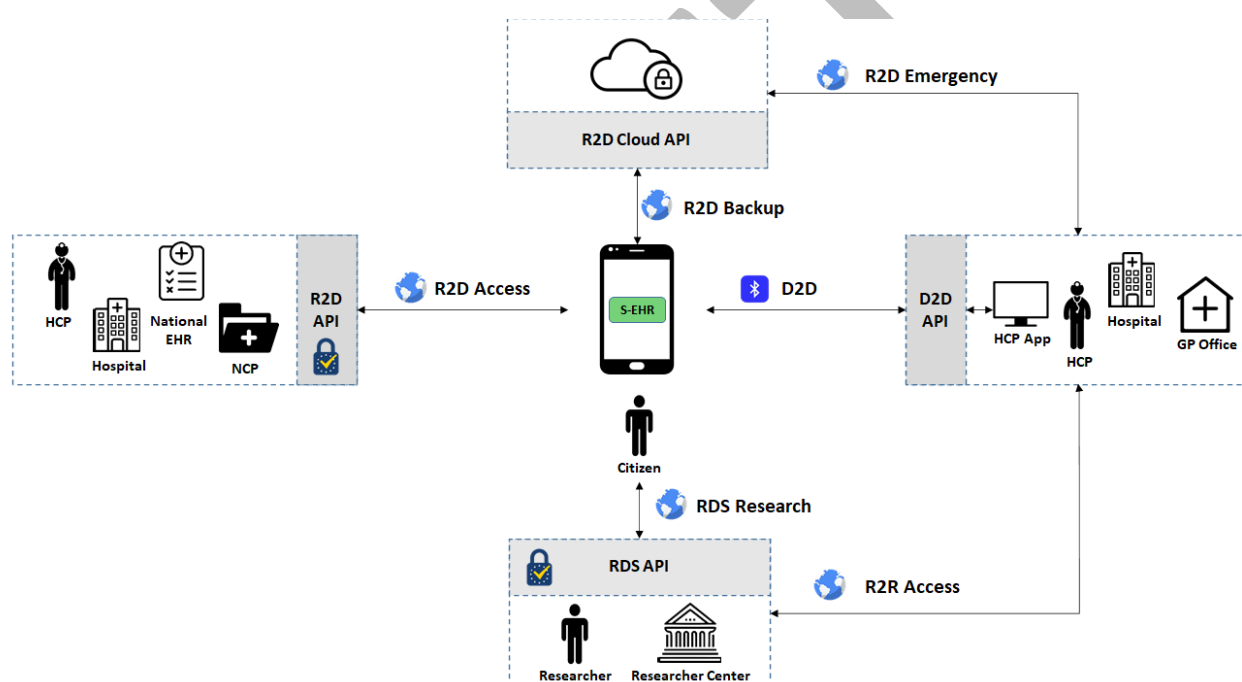 R2D Emergency
R2D Cloud API
R2D Backup
HCP
Hospital
National
EHR
NCP
R2D
API
R2D Access
S-EHR
D2D
D2D
API
HCP App
HCP
Hospital
GP Office
Citizen
RDS Research
RDS API
R2R Access
Researcher
Researcher Center